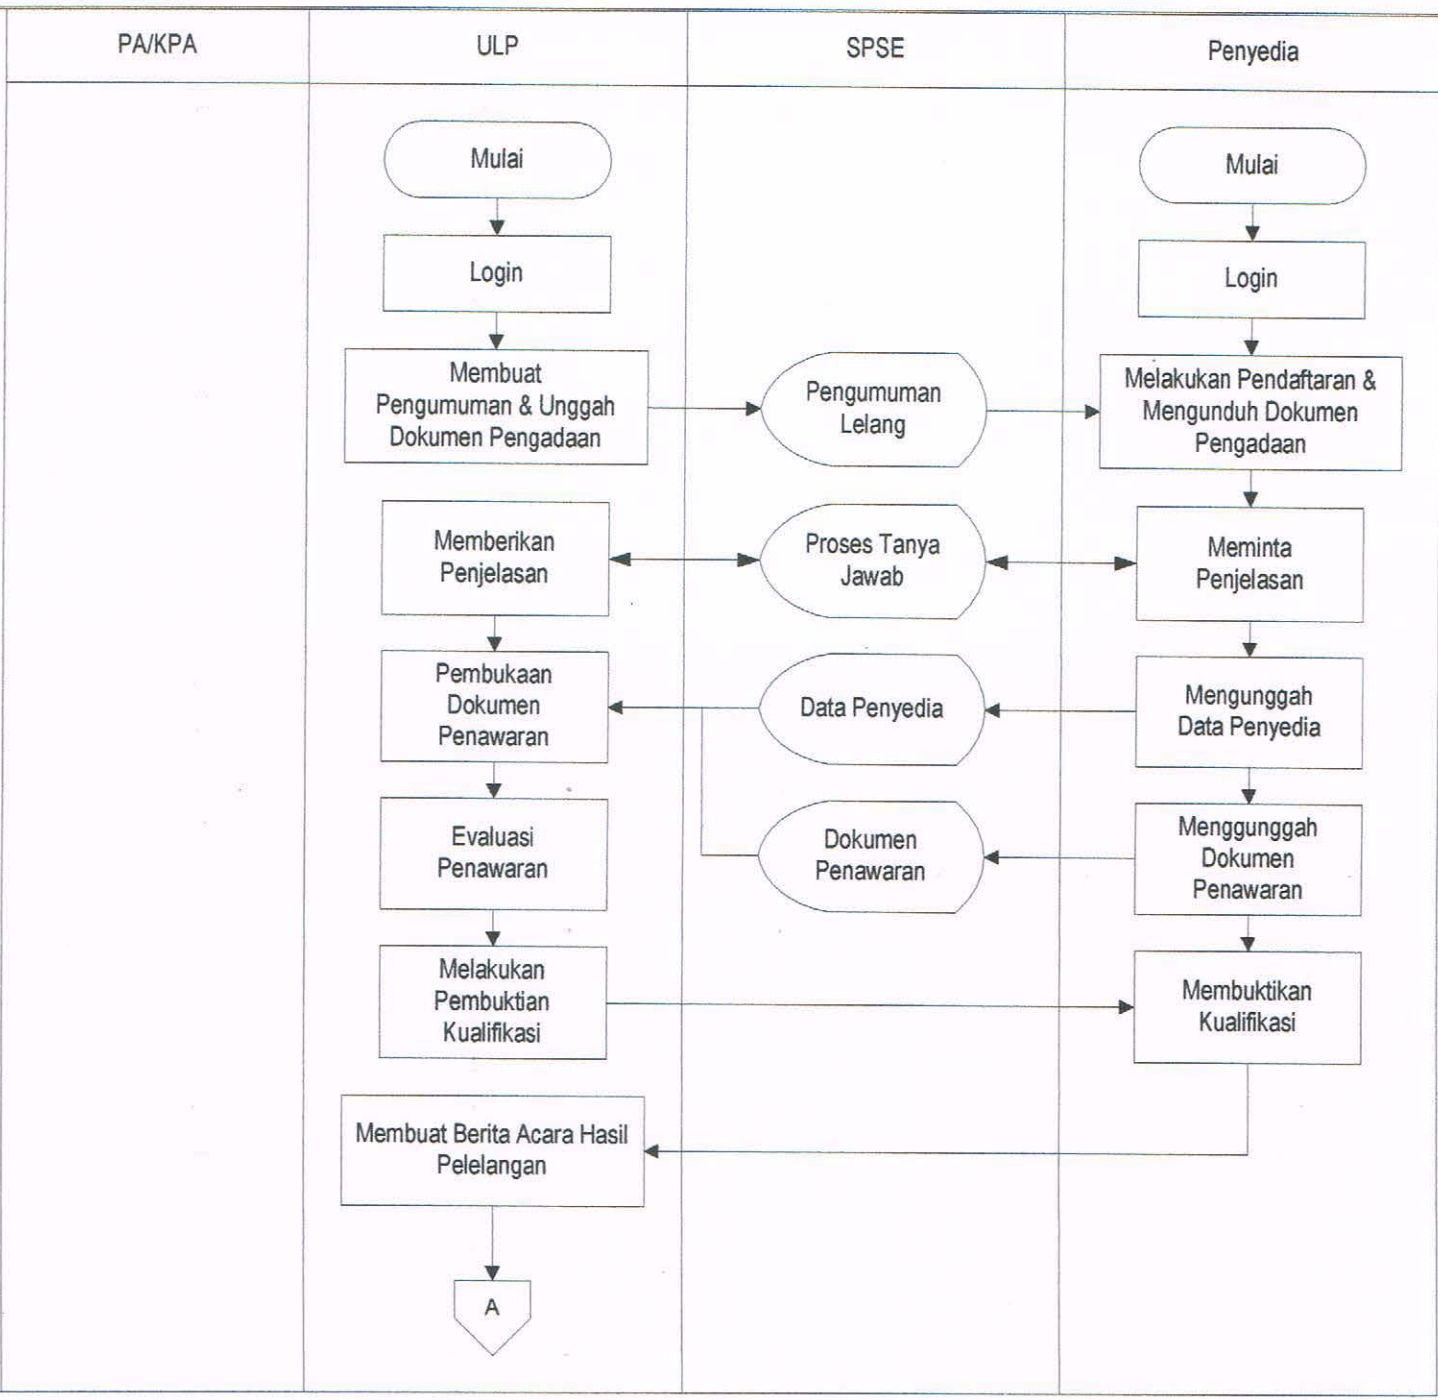 PA/KPA
ULP
SPSE
Penyedia
Mulai
Mulai
Login
Login
Membuat
Pengumuman & Unggah
Dokumen Pengadaan
Pengumuman
Lelang
Melakukan Pendaftaran &
Mengunduh Dokumen
Pengadaan
Memberikan
Penjelasan
Proses Tanya
Jawab
Meminta
Penjelasan
Pembukaan
Dokumen
Penawaran
Data Penyedia
Mengunggah
Data Penyedia
Evaluasi
Penawaran
Dokumen
Penawaran
Menggunggah
Dokumen
Penawaran
Melakukan
Pembuktian
Kualifikasi
Membuktikan
Kualifikasi
Membuat Berita Acara Hasil
Pelelangan
A